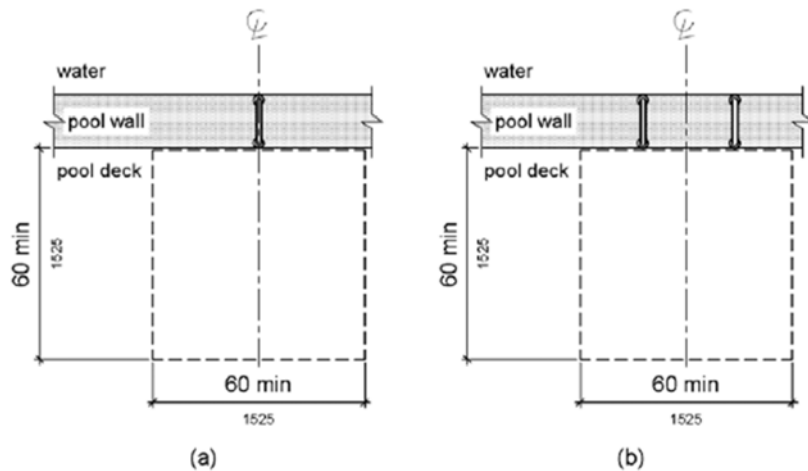 ℄
water
pool wall
pool deck
60 min
1525
60 min
1525
(a)
℄
water
pool wall
pool deck
60 min
1525
60 min
1525
(b)